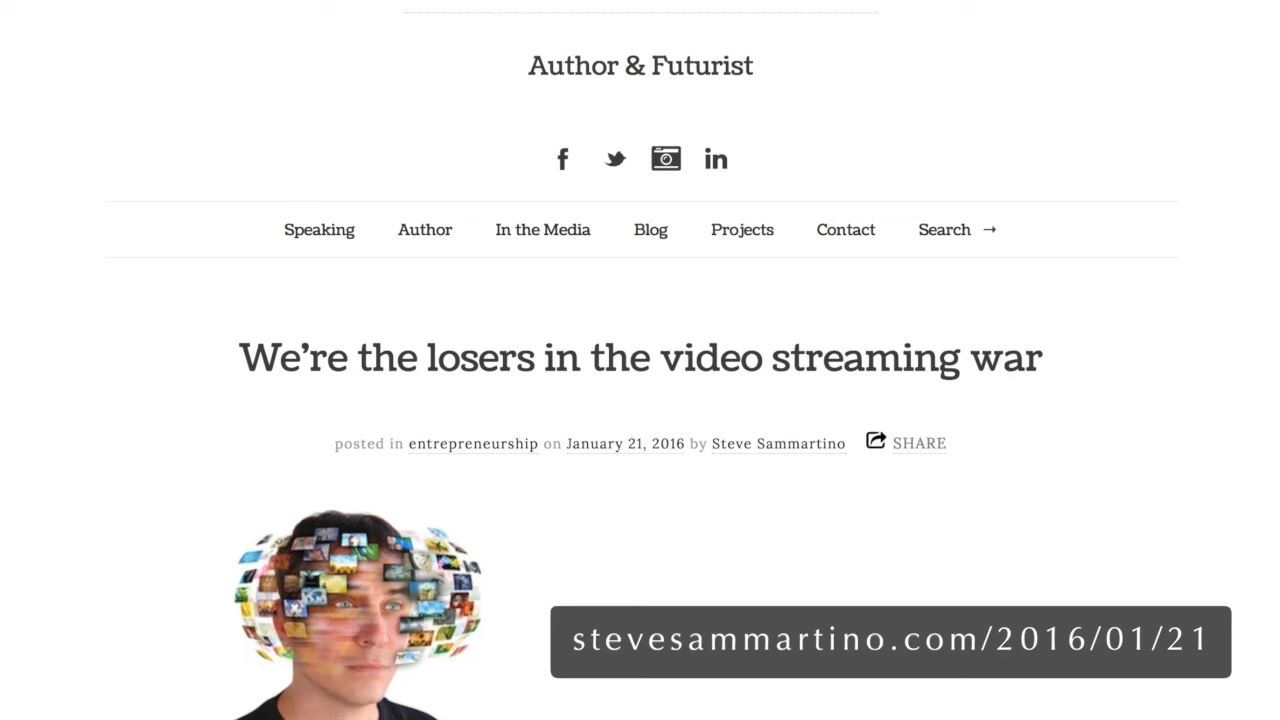 Author & Futurist
Speaking Author In the Media Blog Projects Contact Search →
We’re the losers in the video streaming war
posted in entrepreneurship on January 21, 2016 by Steve Sammartino SHARE
stevesammartino.com/2016/01/21